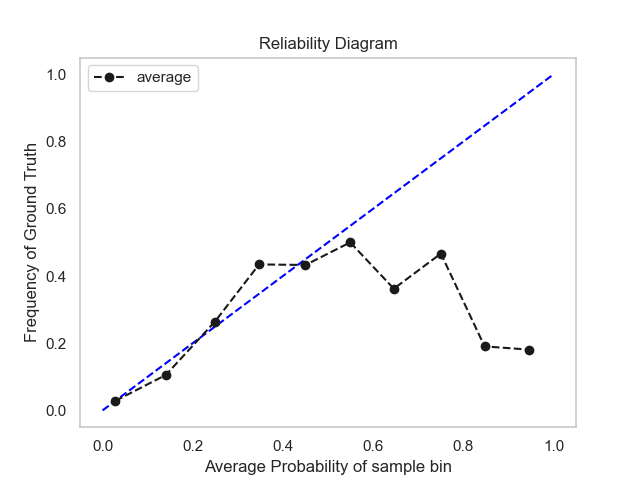 Reliability Diagram
average
Frequency of Ground Truth
1.0
0.8
0.6
0.4
0.2
0.0
0.0 0.2 0.4 0.6 0.8 1.0
Average Probability of sample bin